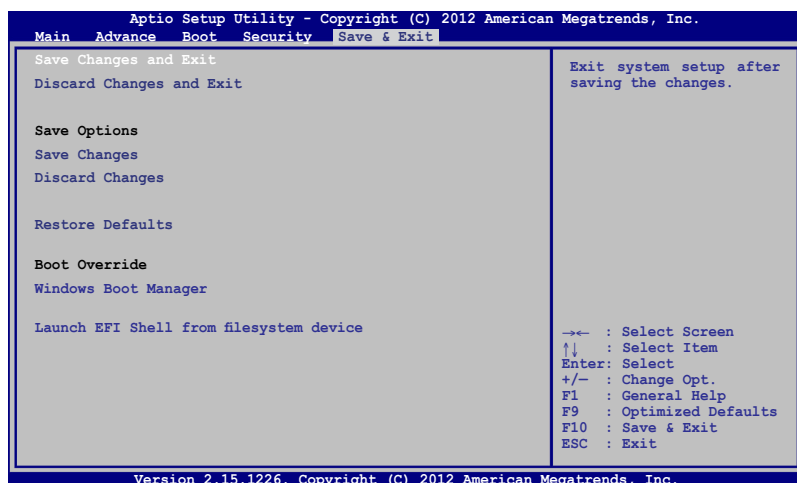 Aptio Setup Utility - Copyright (C) 2012 American Megatrends, Inc.
Main Advance Boot Security Save & Exit
Save Changes and Exit
Discard Changes and Exit
Save Options
Save Changes
Discard Changes
Restore Defaults
Boot Override
Windows Boot Manager
Launch EFI Shell from filesystem device
Exit system setup after
saving the changes.
→← : Select Screen
↑↓ : Select Item
Enter: Select
+/— : Change Opt.
F1 : General Help
F9 : Optimized Defaults
F10 : Save & Exit
ESC : Exit
Version 2.15.1226. Copyright (C) 2012 American Megatrends, Inc.